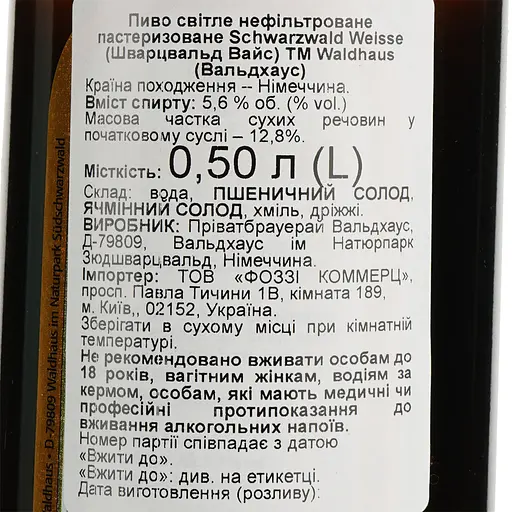 Пиво світле нефільтроване
пастеризоване Schwarzwald Weisse
(Шварцвальд Вайс) ТМ Waldhaus
(Вальдхаус)
Країна походження -- Німеччина.
Вміст спирту: 5,6 % об. (% vol.)
Масова частка сухих речовин у
початковому суслі – 12,8%.
Місткість: 0,50 л (L)
Склад: вода, ПШЕНИЧНИЙ СОЛОД,
ЯЧМІННИЙ СОЛОД, хміль, дріжжі.
ВИРОБНИК: Пріватбрауерай Вальдхаус,
Д-79809, Вальдхаус ім Натюрпарк
Зюдшварцвальд, Німеччина.
Імпортер: ТОВ «ФОЗЗІ КОММЕРЦ»,
просп. Павла Тичини 1В, кімната 189,
м. Київ,, 02152, Україна.
Зберігати в сухому місці при кімнатній
температурі.
Не рекомендовано вживати особам до
18 років, вагітним жінкам, водіям за
кермом, особам, які мають медичні чи
професійні протипоказання до
вживання алкогольних напоїв.
Номер партії співпадає з датою
«Вжити до».
«Вжити до»: див. на етикетці.
Дата виготовлення (розливу):
aldhaus • D-79809 Waldhaus im Naturpark Südschwarzwald